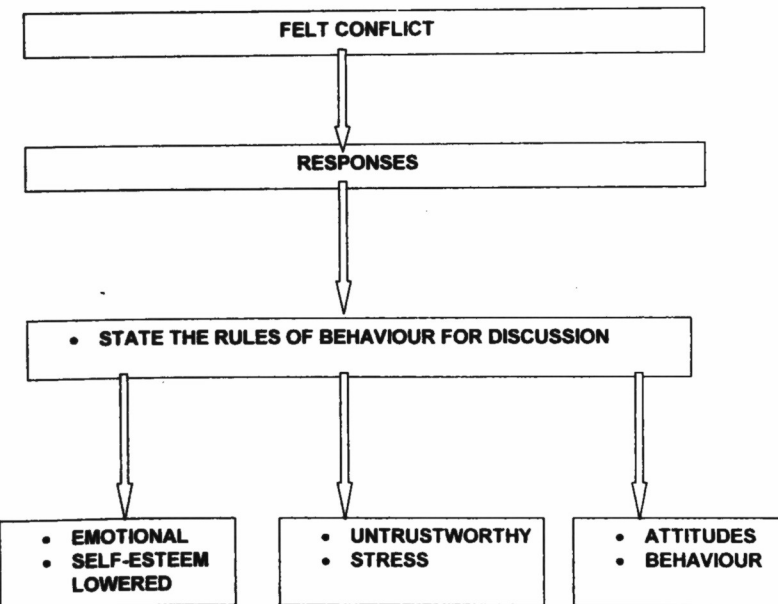 FELT CONFLICT
RESPONSES
• STATE THE RULES OF BEHAVIOUR FOR DISCUSSION
• EMOTIONAL
• SELF-ESTEEM
LOWERED
• UNTRUSTWORTHY
• STRESS
• ATTITUDES
• BEHAVIOUR